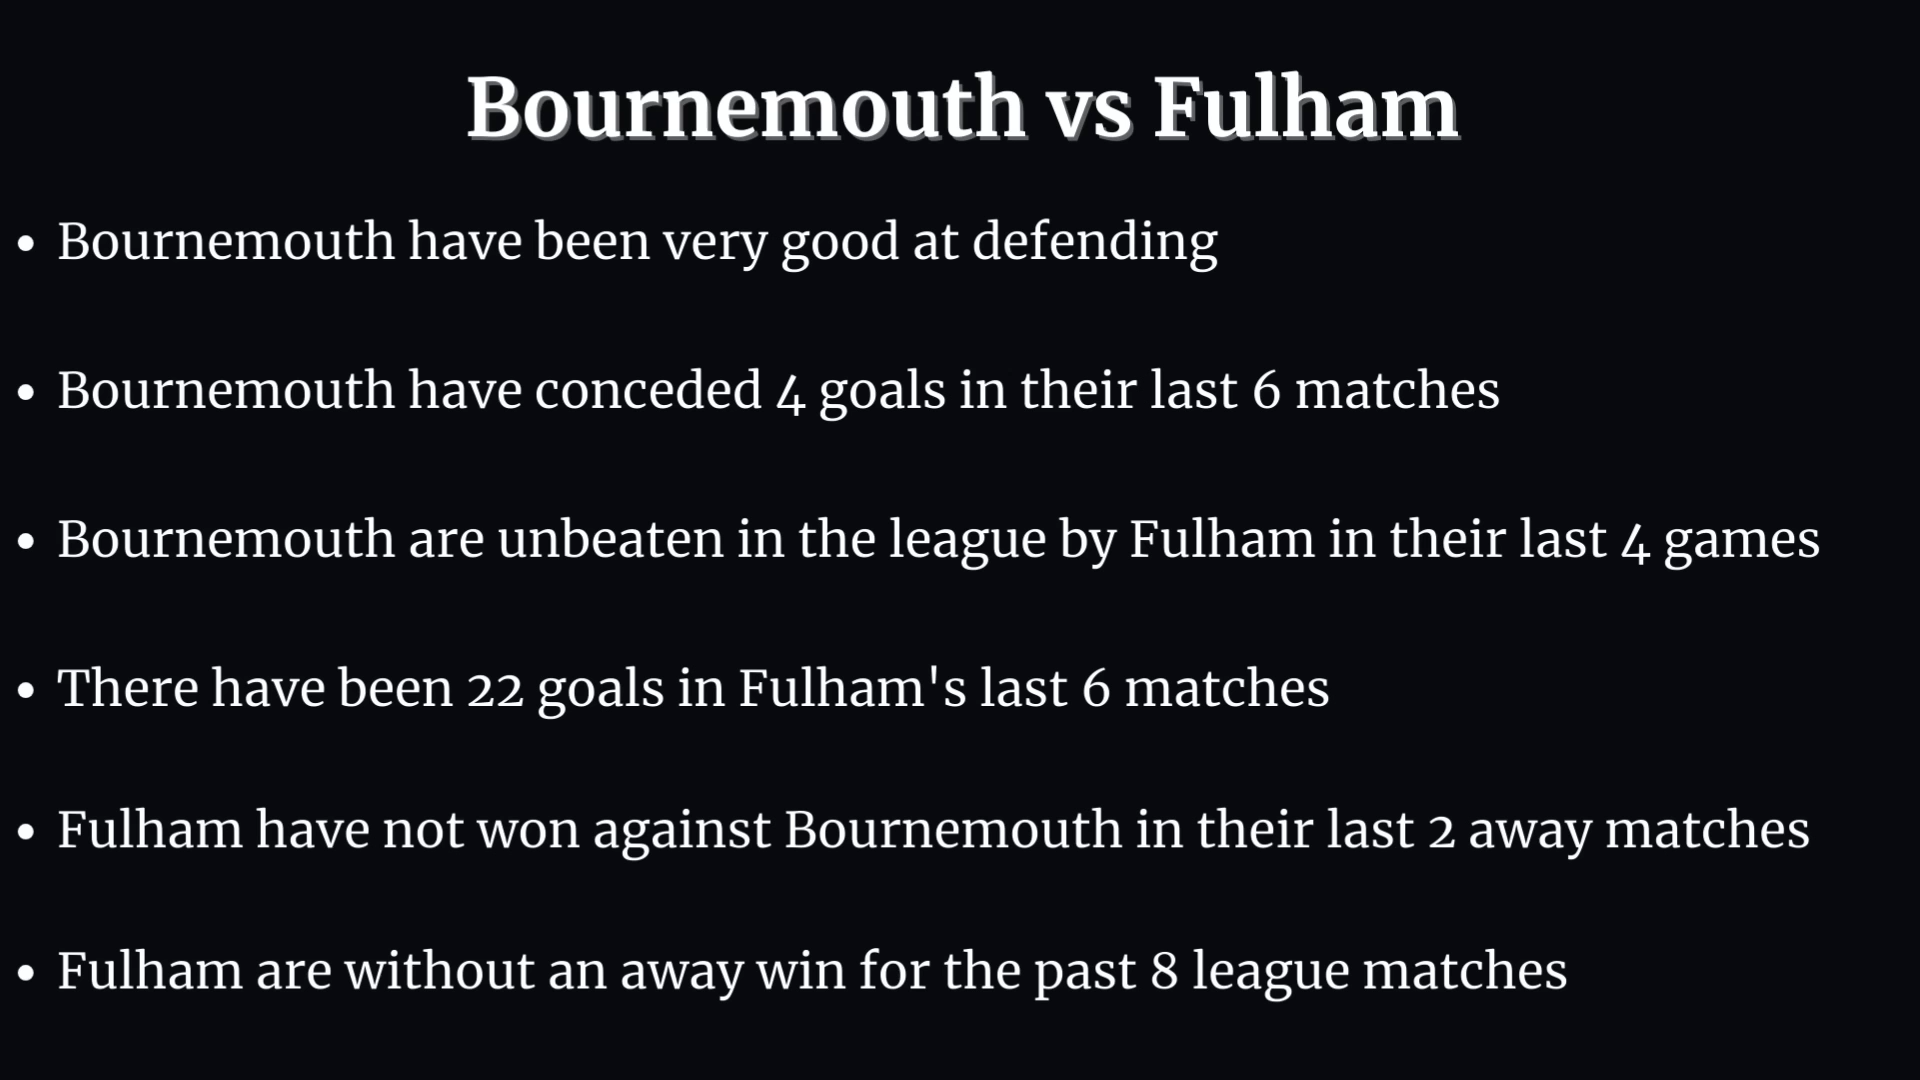 Bournemouth vs Fulham
• Bournemouth have been very good at defending
• Bournemouth have conceded 4 goals in their last 6 matches
• Bournemouth are unbeaten in the league by Fulham in their last 4 games
• There have been 22 goals in Fulham's last 6 matches
• Fulham have not won against Bournemouth in their last 2 away matches
• Fulham are without an away win for the past 8 league matches